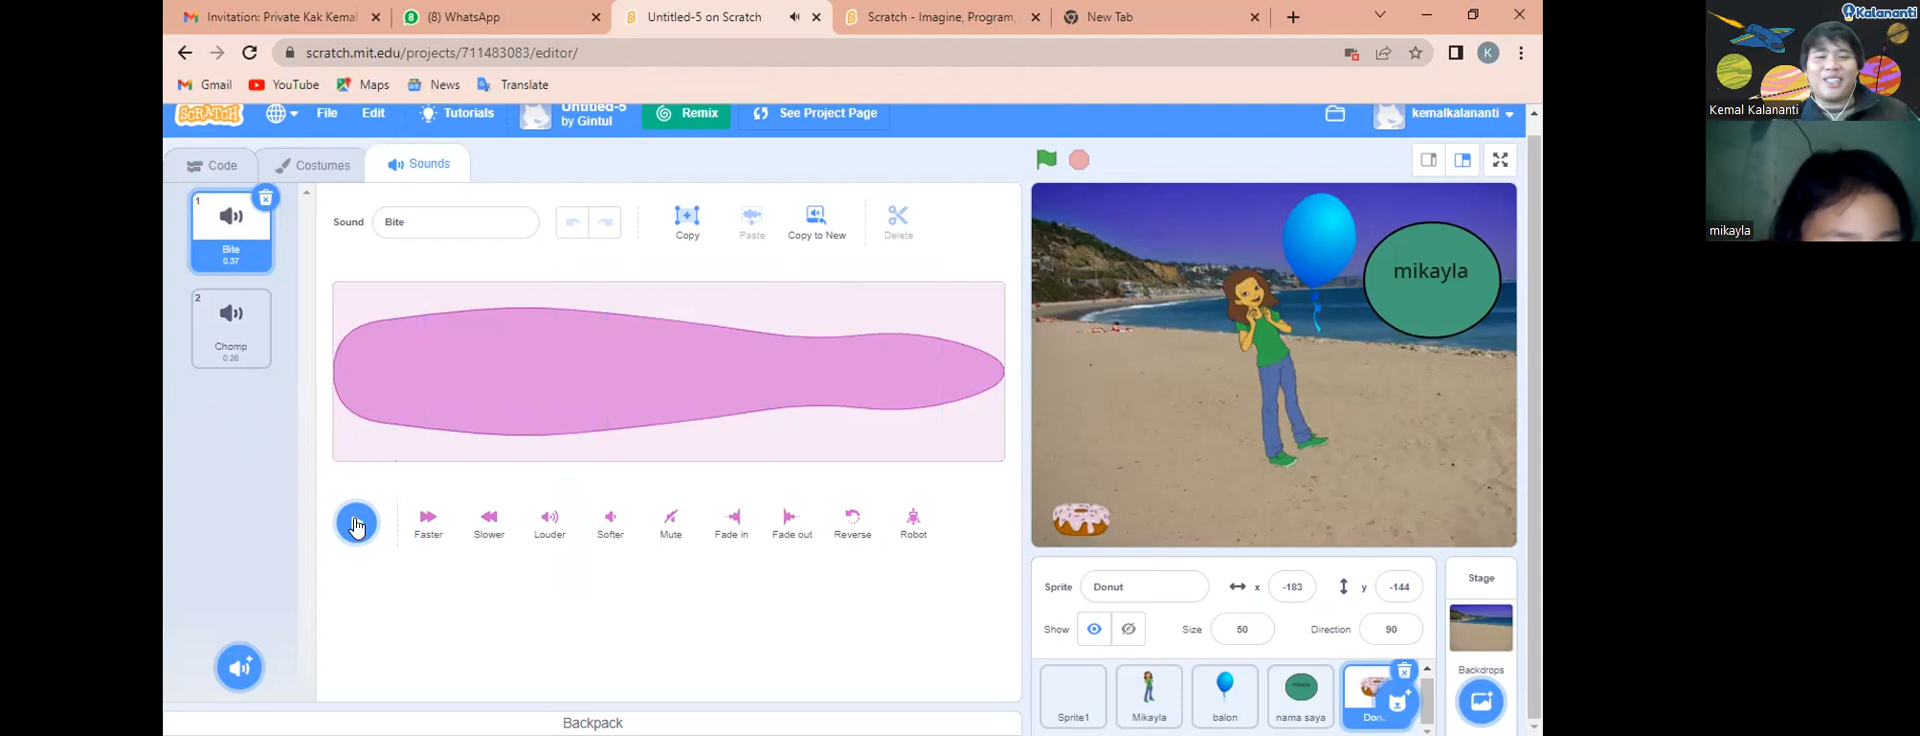 Invitation: Private Kak Kemal
(8) WhatsApp
Untitled-5 on Scratch
Scratch - Imagine, Program,
New Tab
scratch.mit.edu/projects/711483083/editor/
K
Gmail
YouTube
Maps
News
Translate
SCRATCH
File
Edit
Tutorials
Untitled-5
by Gintul
Remix
See Project Page
kemalkalananti
Code
Costumes
Sounds
1
Bite
0.37
2
Chomp
0.26
Sound
Bite
Copy
Paste
Copy to New
Delete
Faster
Slower
Louder
Softer
Mute
Fade in
Fade out
Reverse
Robot
Backpack
mikayla
Sprite
Donut
x
-183
y
-144
Show
Size
50
Direction
90
Stage
Backdrops
Sprite1
Mikayla
balon
nama saya
Kalananti
Kemal Kalananti
mikayla